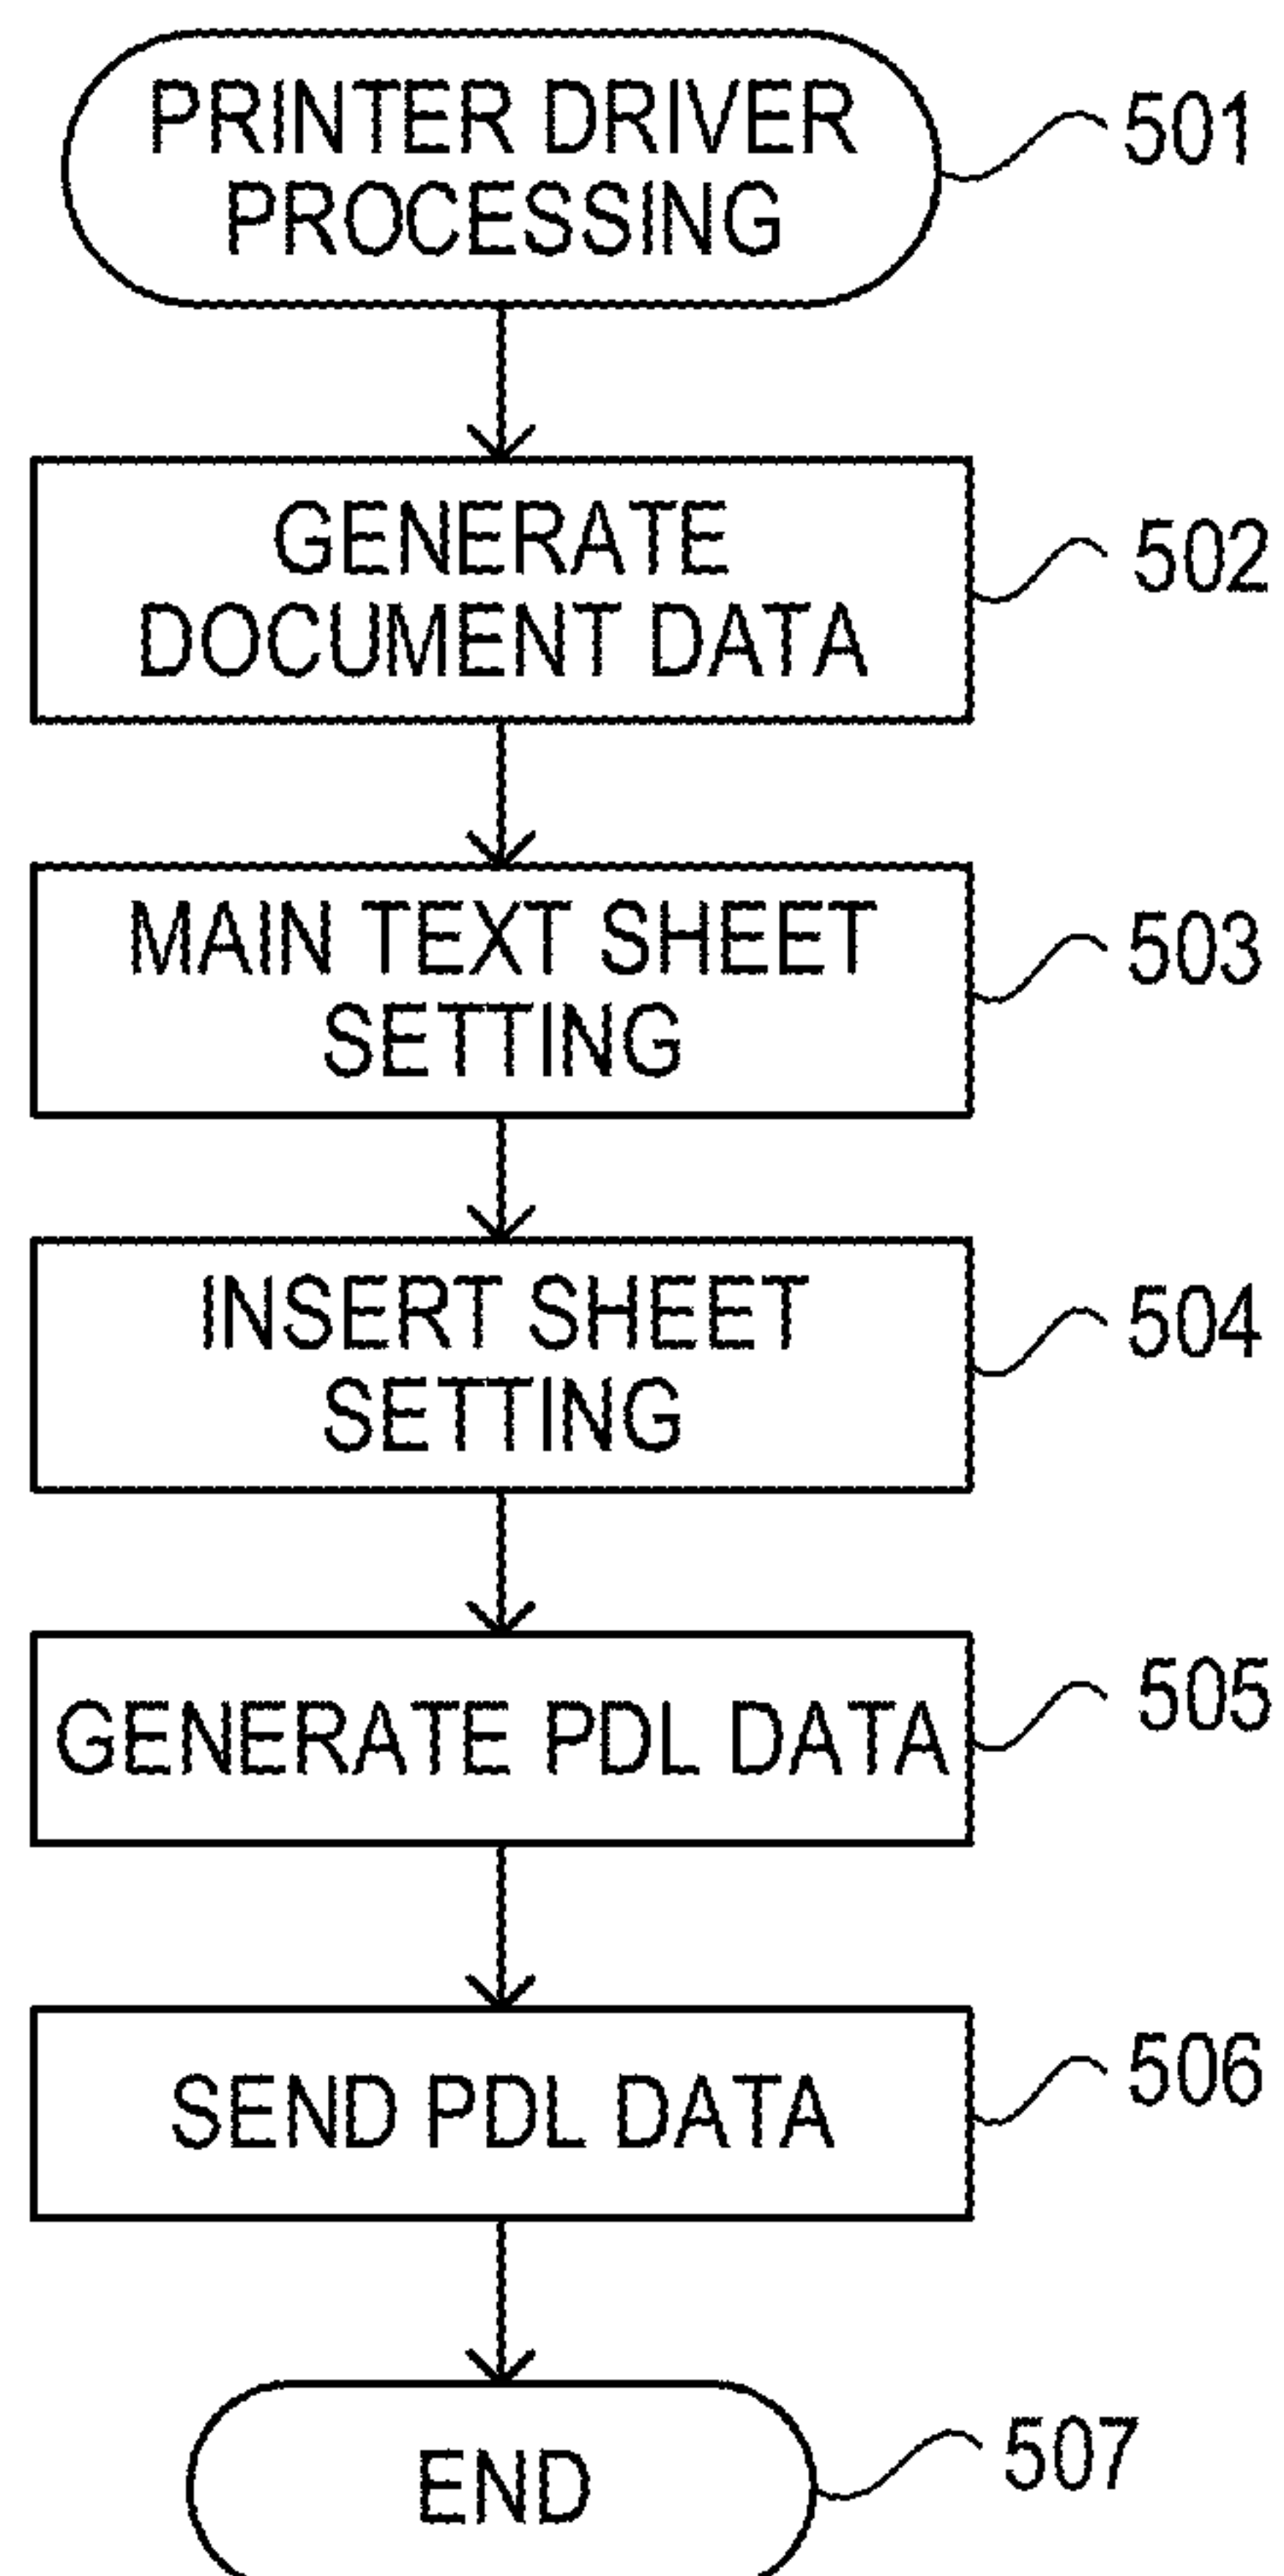 PRINTER DRIVER
PROCESSING
501
GENERATE
DOCUMENT DATA
502
MAIN TEXT SHEET
SETTING
503
INSERT SHEET
SETTING
504
GENERATE PDL DATA
505
SEND PDL DATA
506
END
507